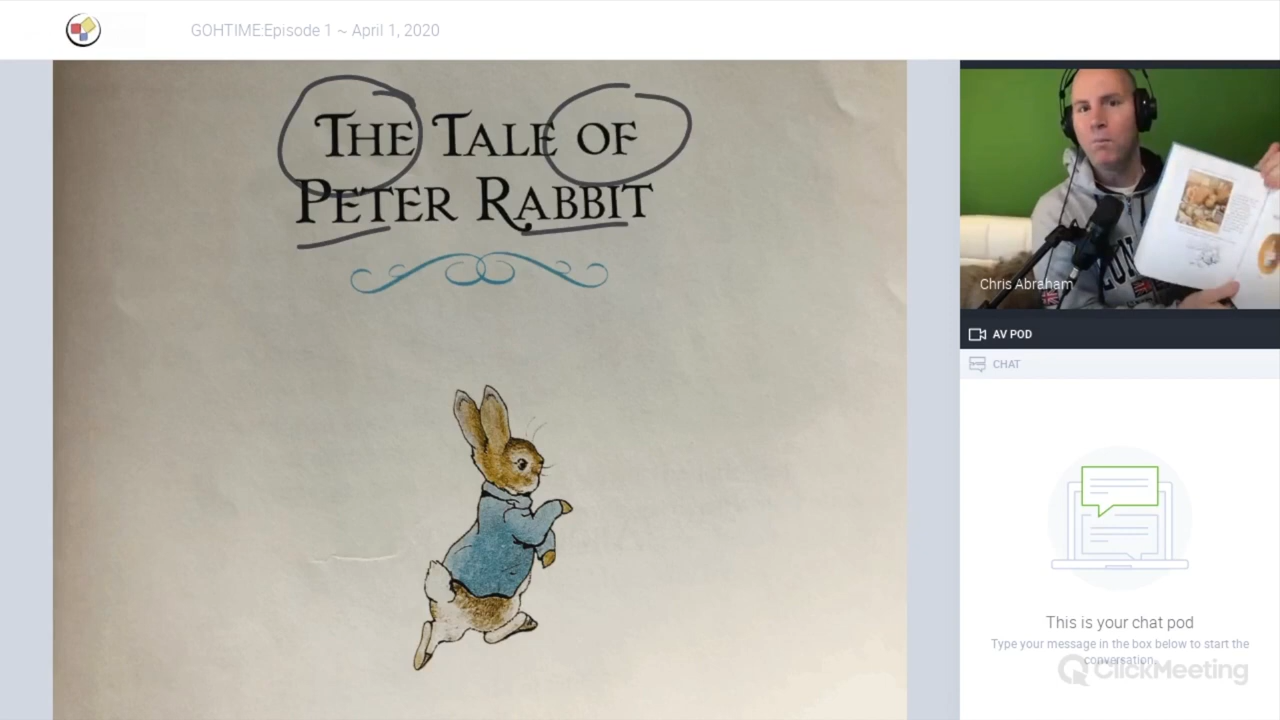 GOHTIME:Episode 1 ~ April 1, 2020
THE TALE OF
PETER RABBIT
Chris Abraham
AV POD
CHAT
This is your chat pod
Type your message in the box below to start the
conversation.
ClickMeeting